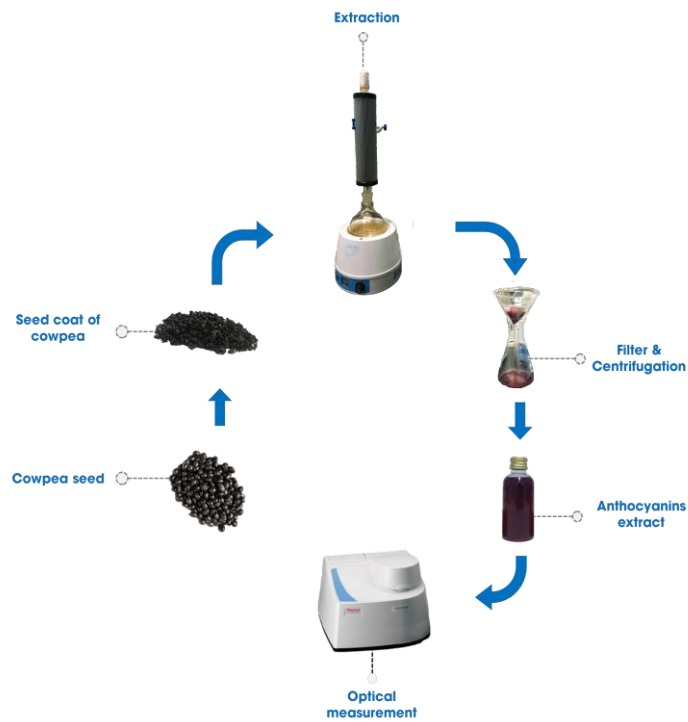 Extraction
Seed coat of
cowpea
Filter &
Centrifugation
Cowpea seed
Anthocyanins
extract
Optical
measurement